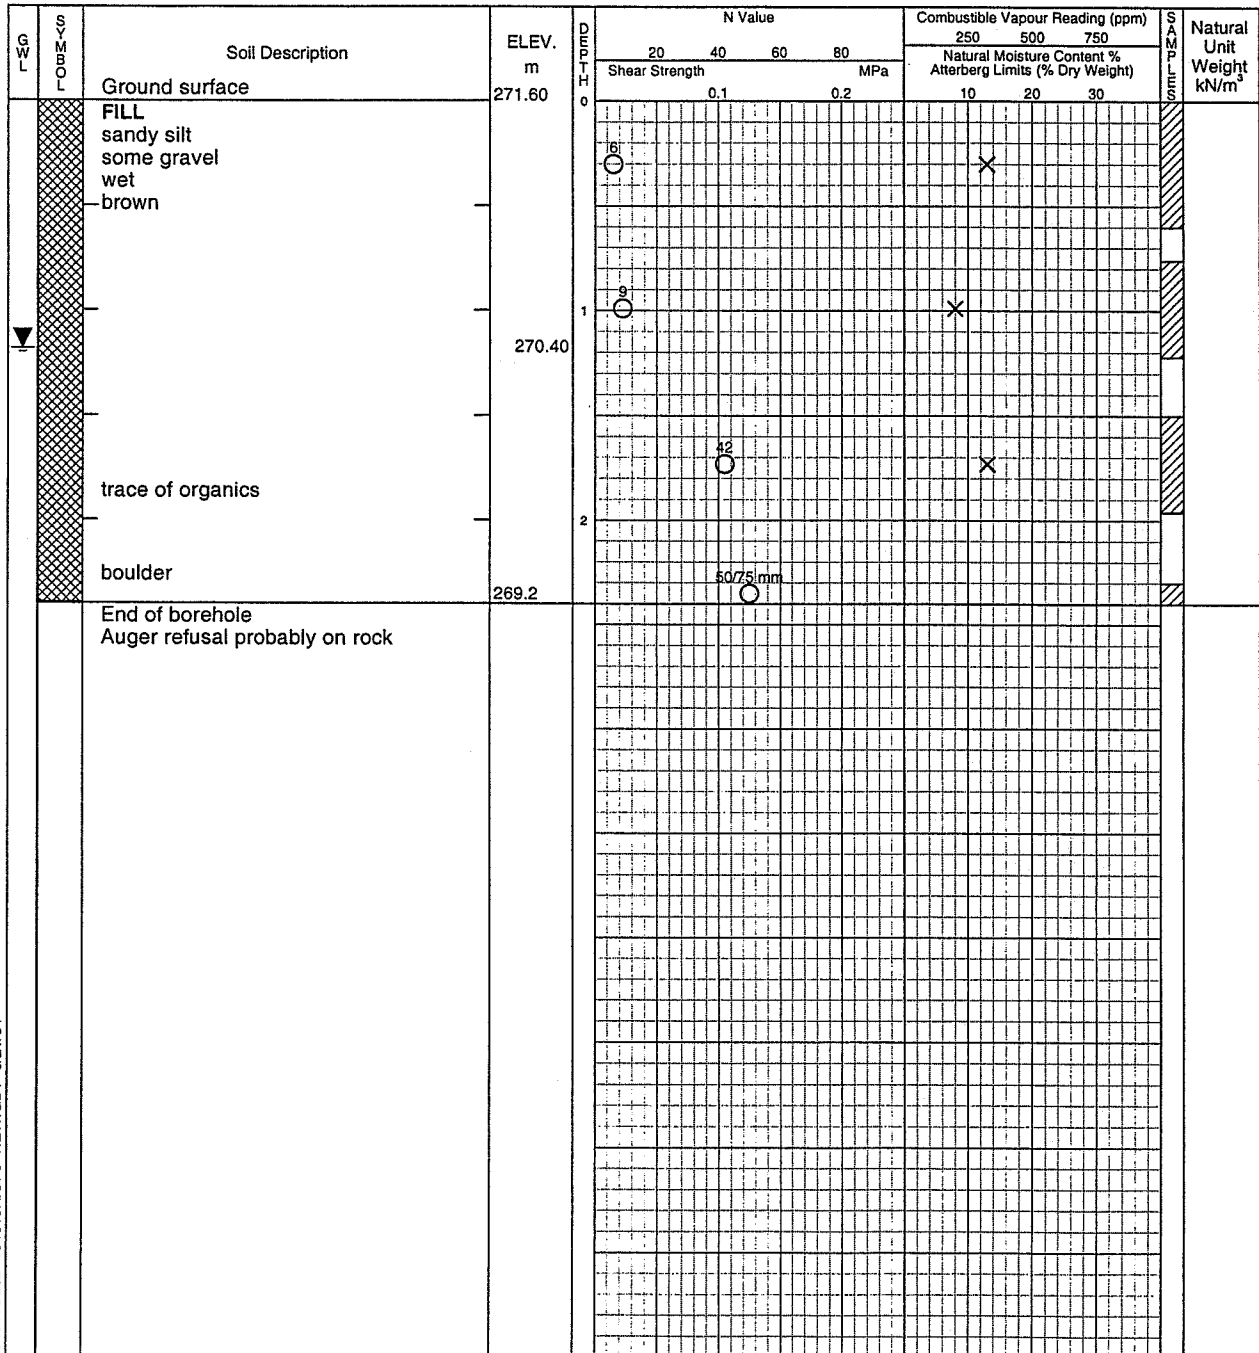 GWL
SYMBOL
Soil Description
ELEV.
m
DEPTH
N Value
20 40 60 80
Shear Strength MPa
0.1 0.2
Combustible Vapour Reading (ppm)
250 500 750
Natural Moisture Content %
Atterberg Limits (% Dry Weight)
10 20 30
SAMPLES
Natural
Unit
Weight
kN/m³
Ground surface
271.60
0
FILL
sandy silt
some gravel
wet
brown
6
9
1
270.40
42
trace of organics
2
boulder
50/75 mm
269.2
End of borehole
Auger refusal probably on rock